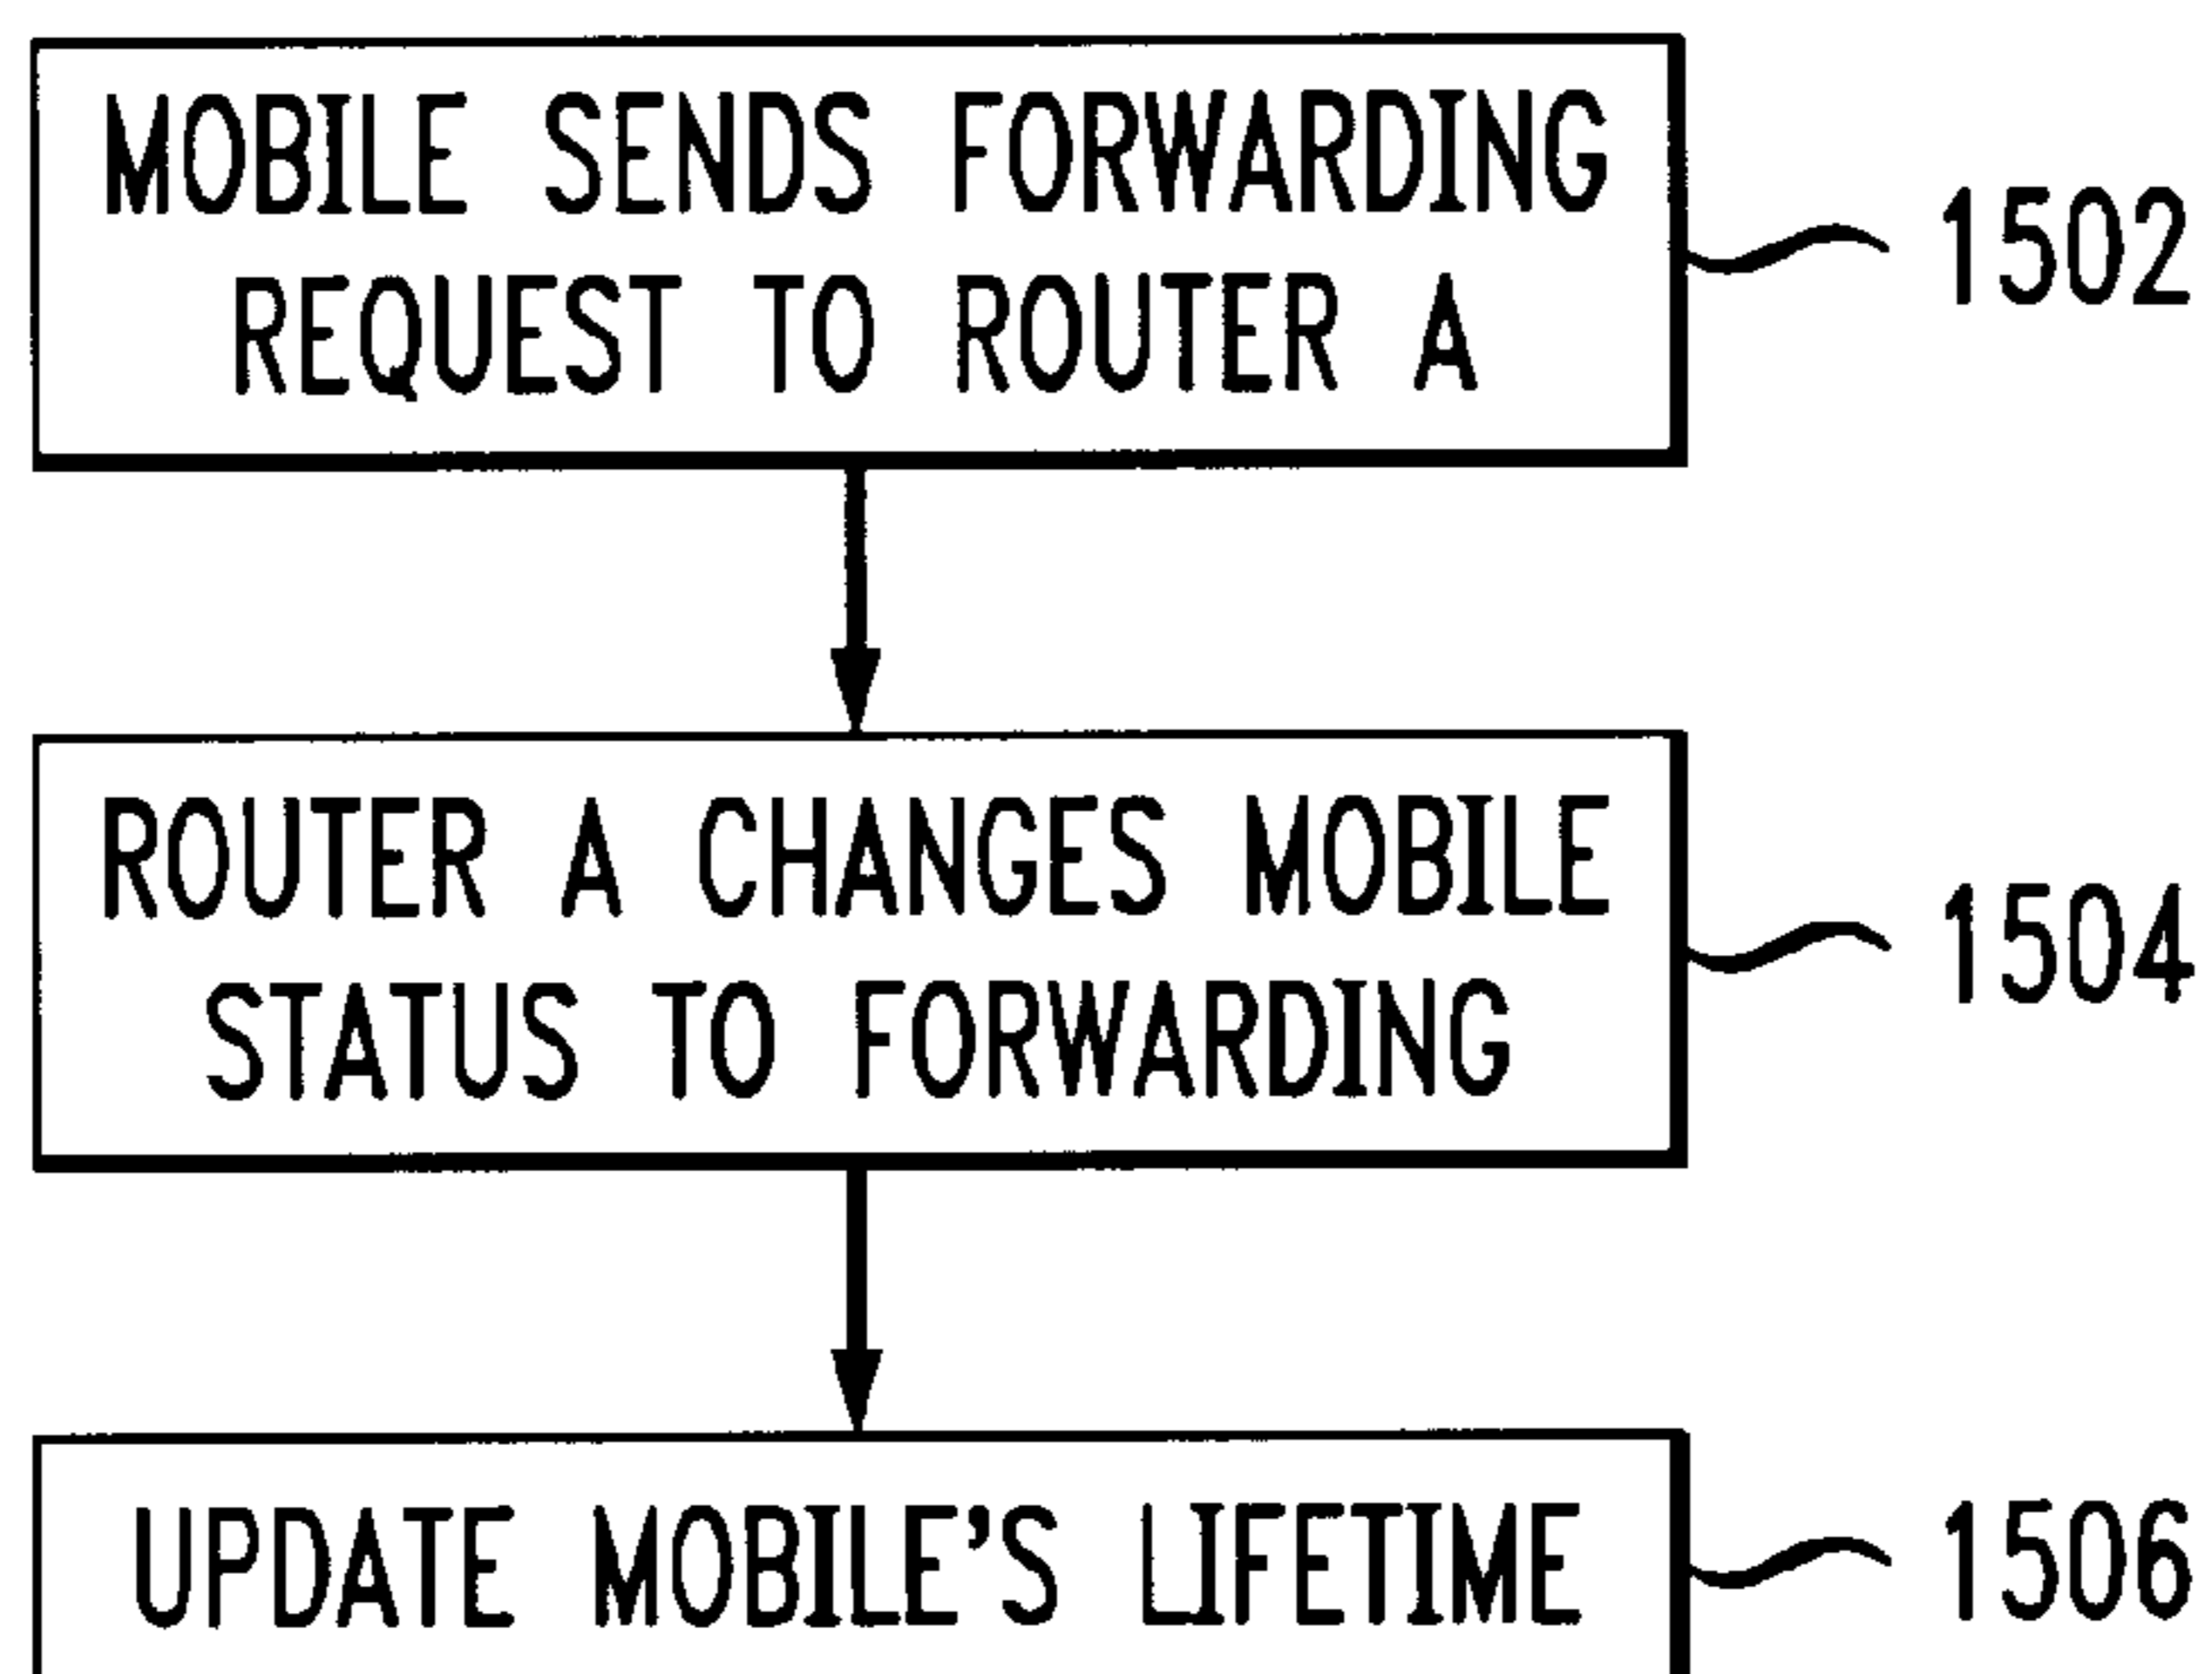 MOBILE SENDS FORWARDING
REQUEST TO ROUTER A
1502
ROUTER A CHANGES MOBILE
STATUS TO FORWARDING
1504
UPDATE MOBILE'S LIFETIME
1506